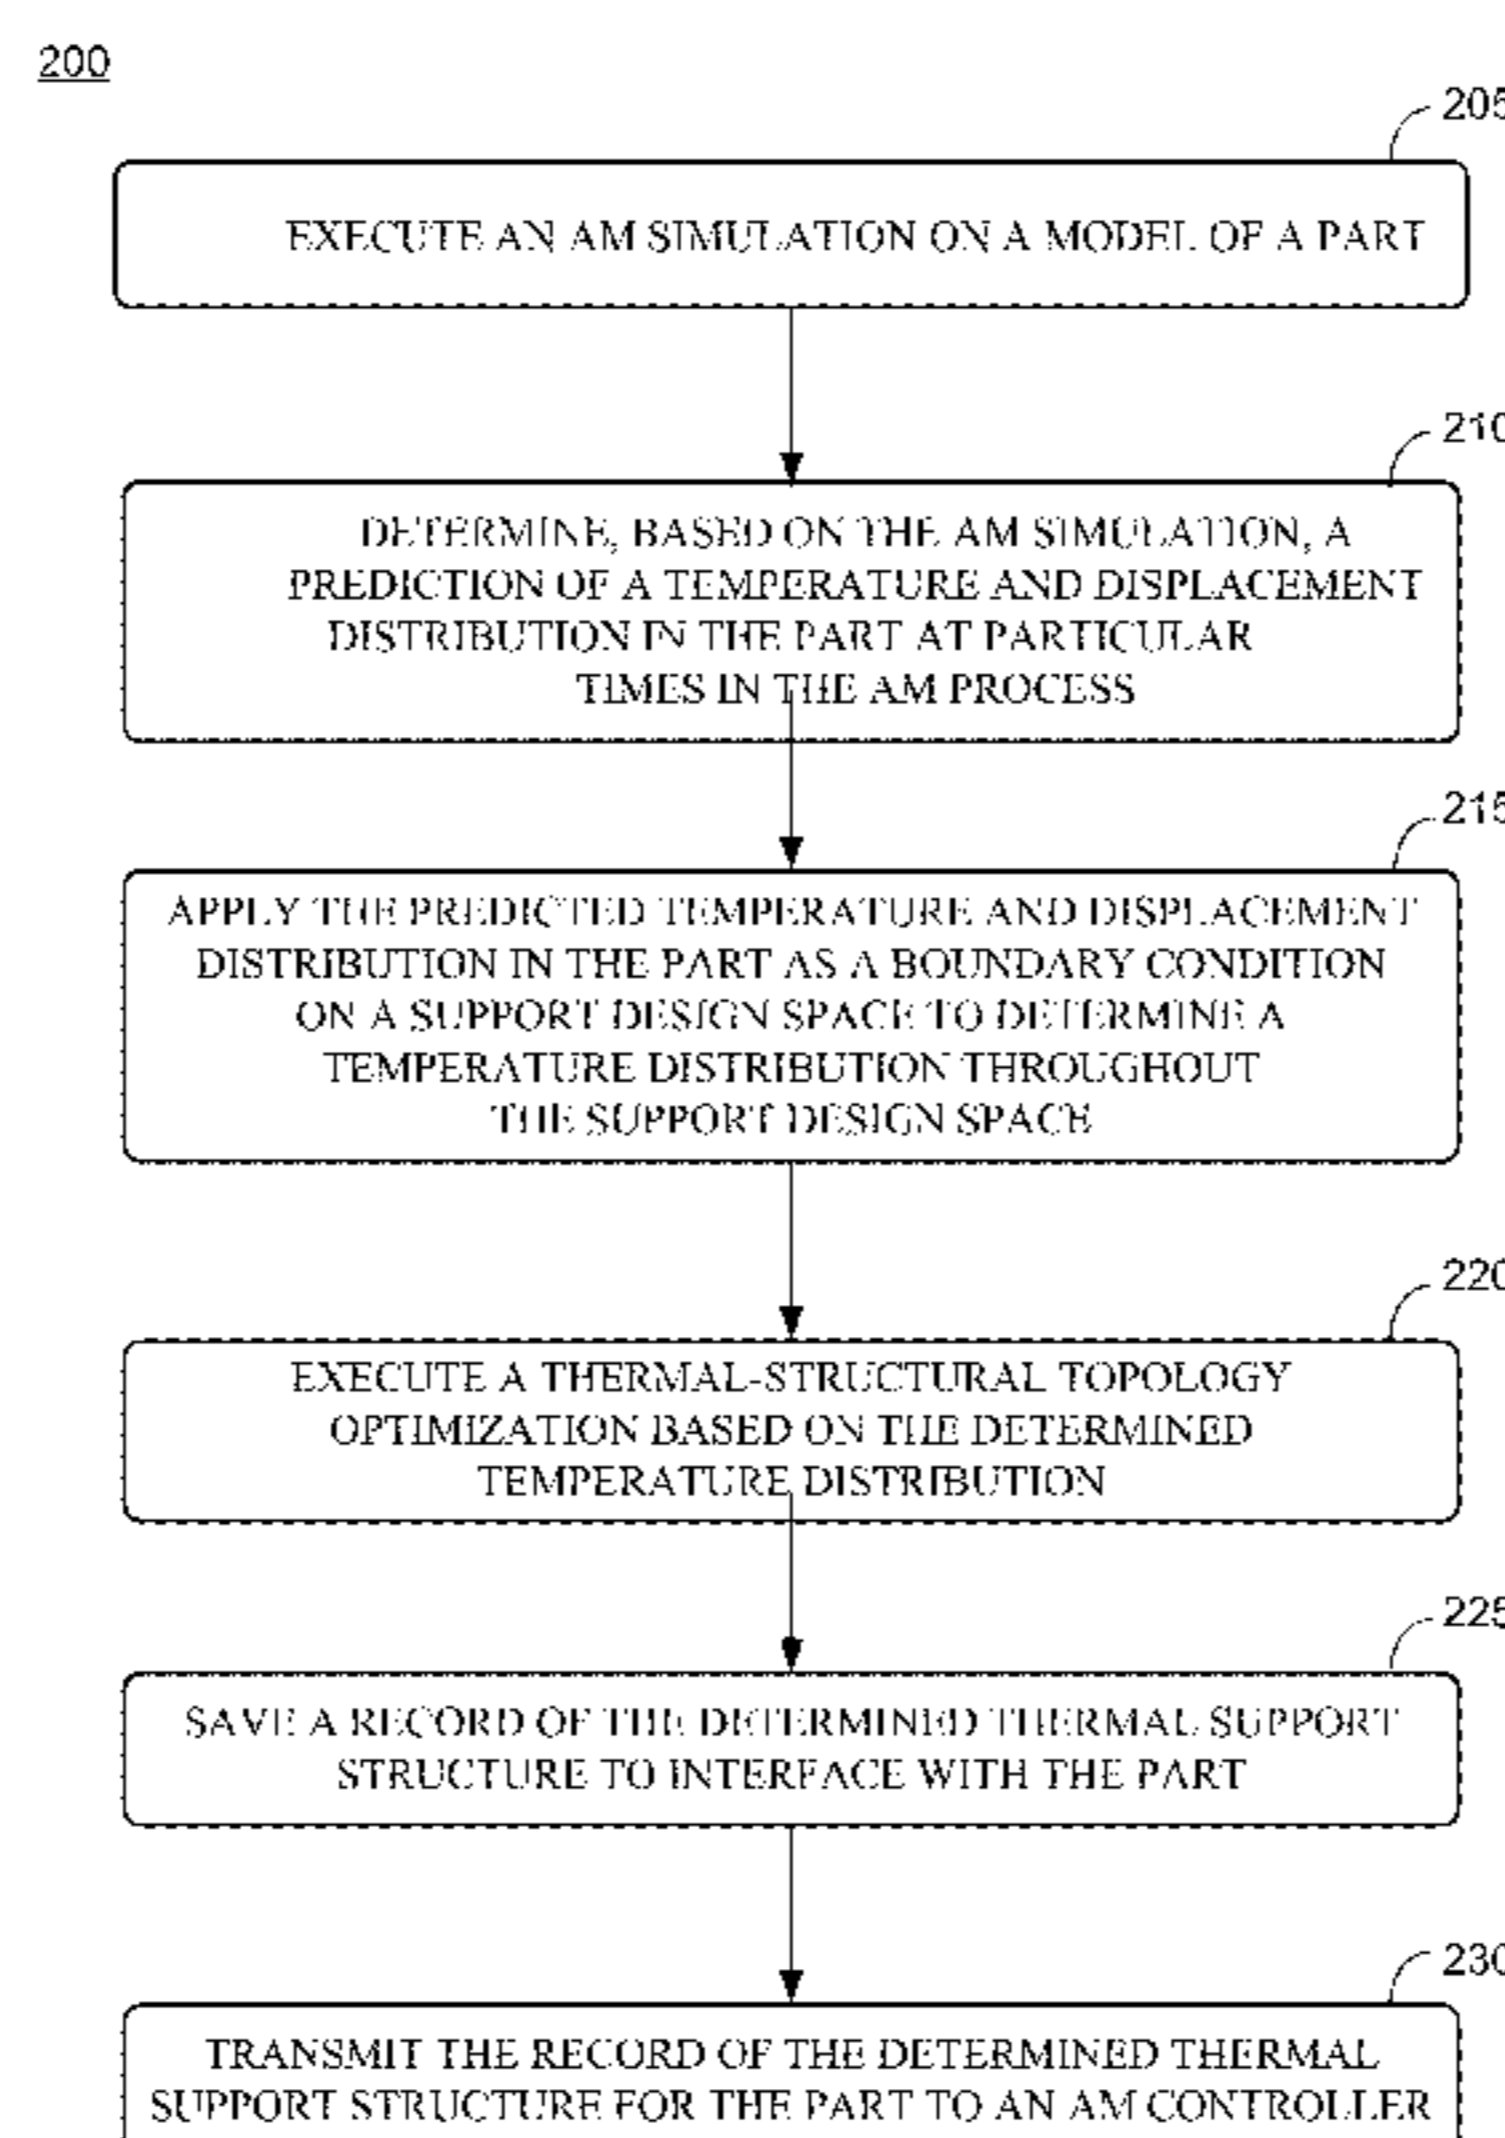 200
205
EXECUTE AN AM SIMULATION ON A MODEL OF A PART
210
DETERMINE, BASED ON THE AM SIMULATION, A
PREDICTION OF A TEMPERATURE AND DISPLACEMENT
DISTRIBUTION IN THE PART AT PARTICULAR
TIMES IN THE AM PROCESS
215
APPLY THE PREDICTED TEMPERATURE AND DISPLACEMENT
DISTRIBUTION IN THE PART AS A BOUNDARY CONDITION
ON A SUPPORT DESIGN SPACE TO DETERMINE A
TEMPERATURE DISTRIBUTION THROUGHOUT
THE SUPPORT DESIGN SPACE
220
EXECUTE A THERMAL-STRUCTURAL TOPOLOGY
OPTIMIZATION BASED ON THE DETERMINED
TEMPERATURE DISTRIBUTION
225
SAVE A RECORD OF THE DETERMINED THERMAL SUPPORT
STRUCTURE TO INTERFACE WITH THE PART
230
TRANSMIT THE RECORD OF THE DETERMINED THERMAL
SUPPORT STRUCTURE FOR THE PART TO AN AM CONTROLLER